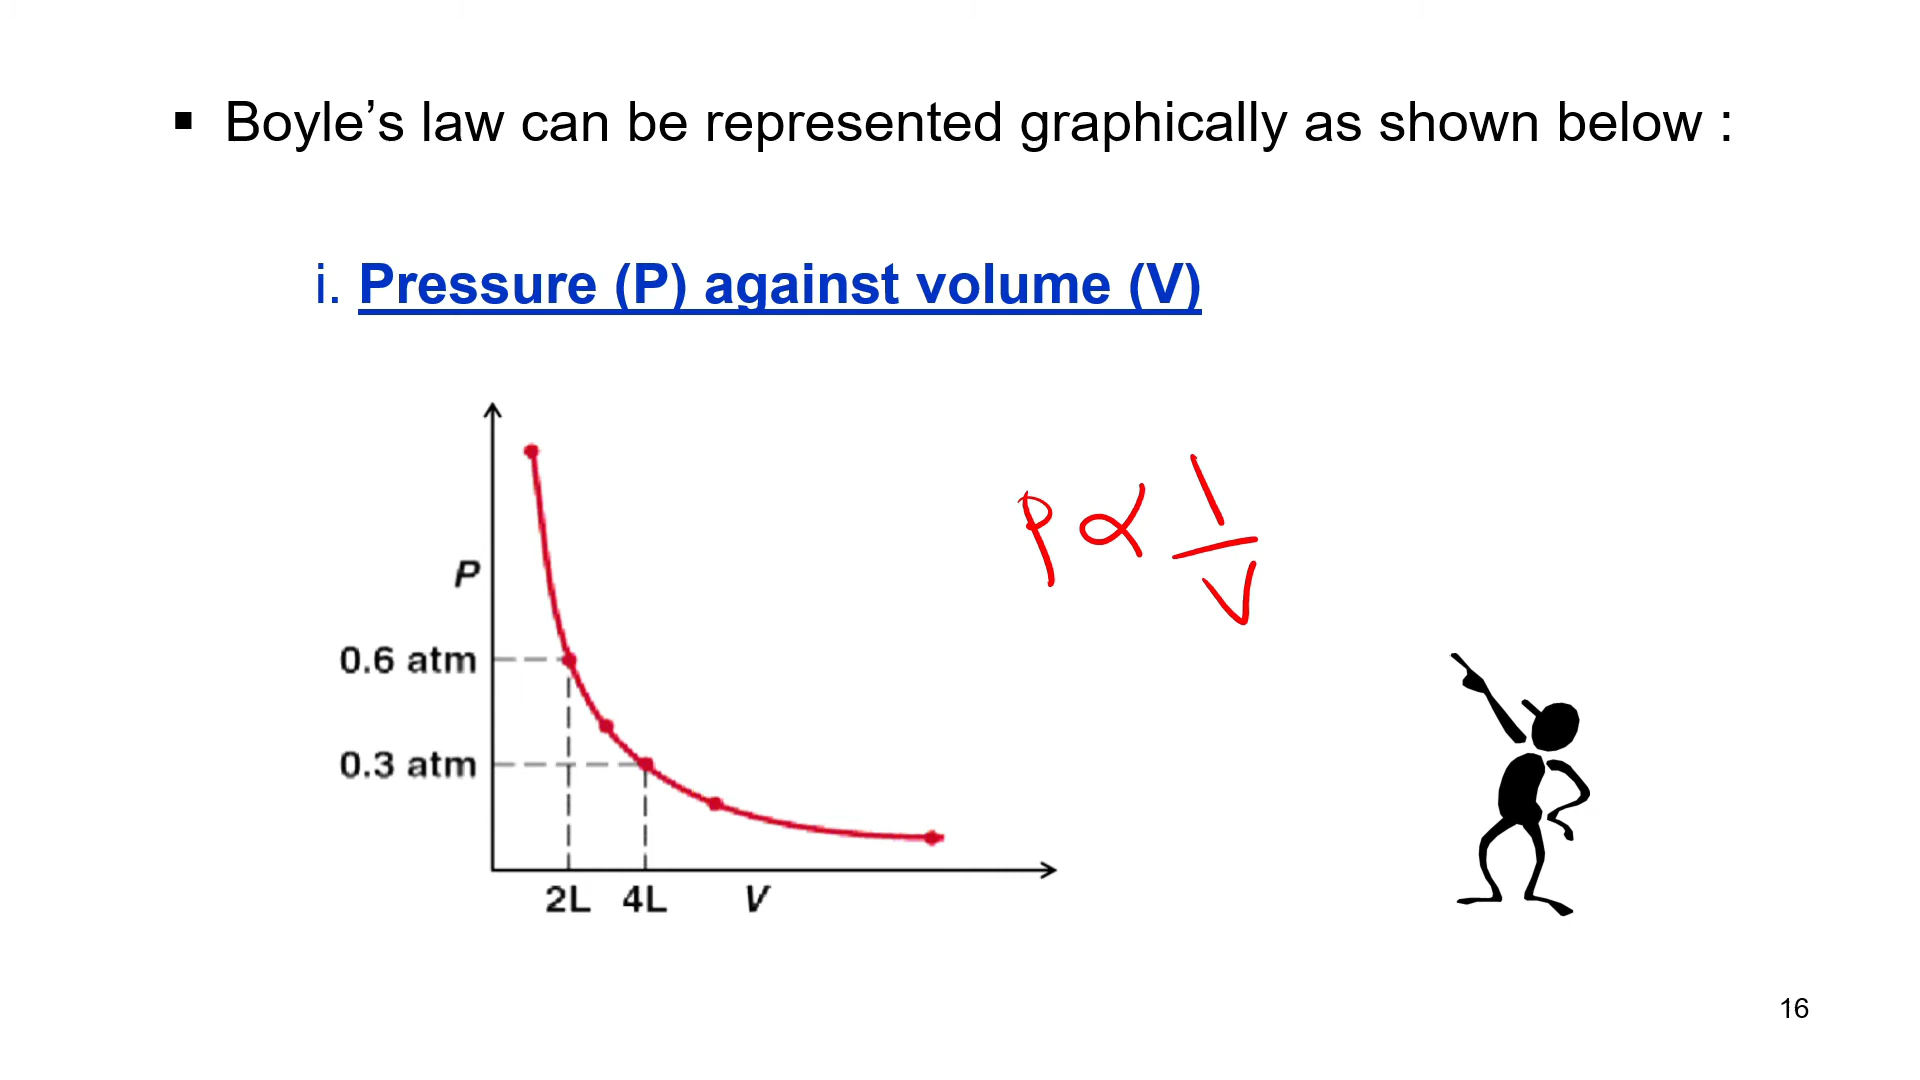 ▪ Boyle’s law can be represented graphically as shown below :
i. Pressure (P) against volume (V)
P
0.6 atm
0.3 atm
2L 4L V
P ∝ 1/V
16